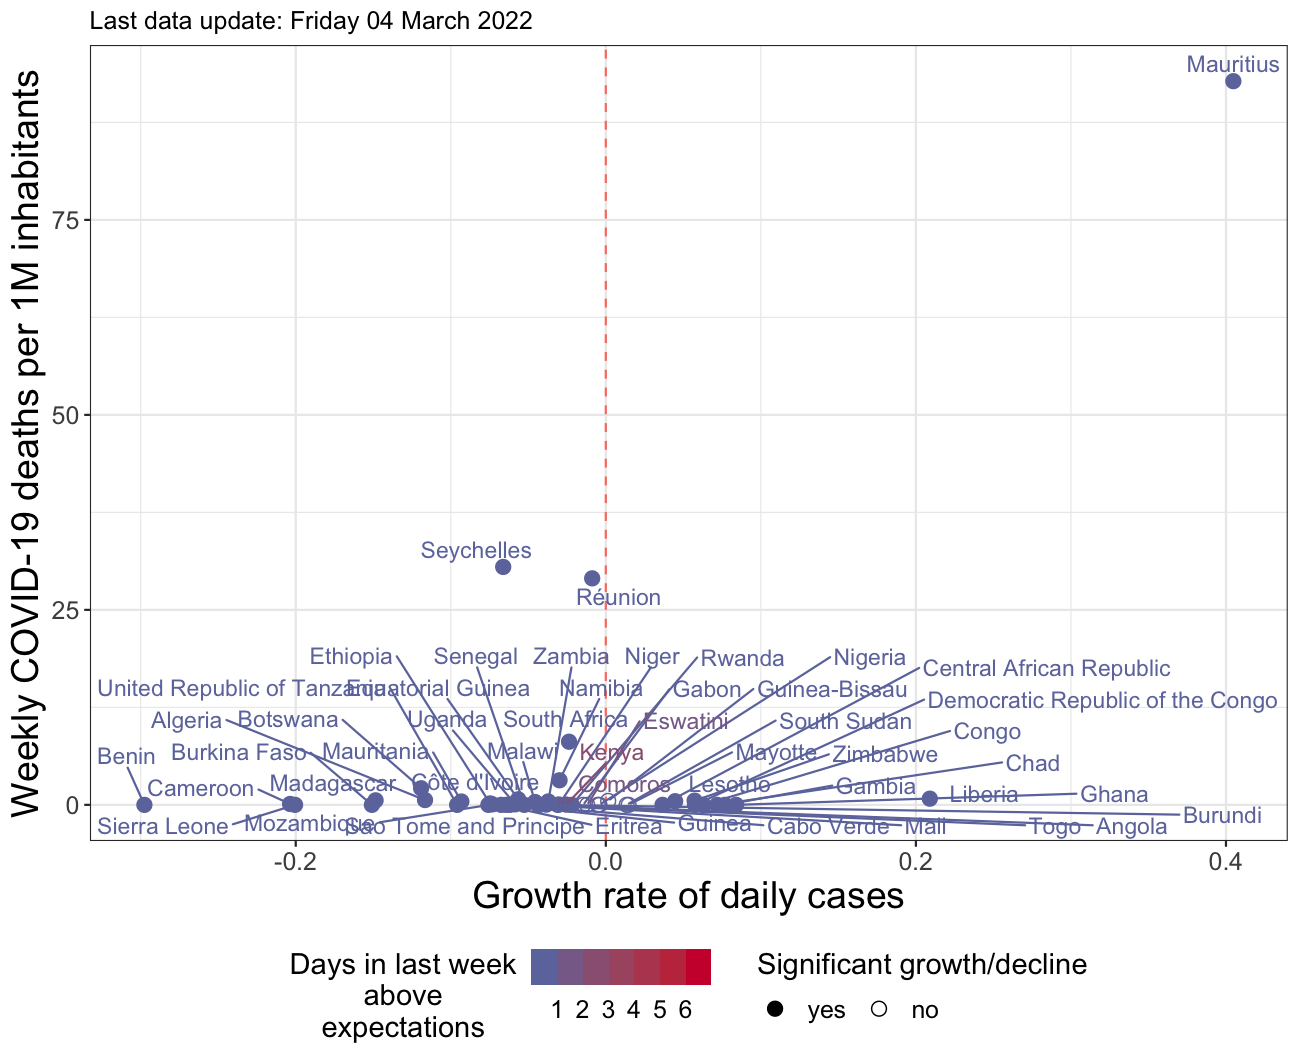 Last data update: Friday 04 March 2022
Weekly COVID-19 deaths per 1M inhabitants
75
50
25
0
Mauritius
Seychelles
Réunion
Ethiopia
Senegal
Zambia
Niger
Rwanda
Nigeria
Central African Republic
United Republic of Tanzania
Equatorial Guinea
Namibia
Gabon
Guinea-Bissau
Democratic Republic of the Congo
Algeria
Botswana
Uganda
South Africa
Eswatini
South Sudan
Congo
Benin
Burkina Faso
Mauritania
Malawi
Kenya
Mayotte
Zimbabwe
Chad
Cameroon
Madagascar
Côte d'Ivoire
Comoros
Lesotho
Gambia
Liberia
Ghana
Sierra Leone
Mozambique
Sao Tome and Principe
Eritrea
Guinea
Cabo Verde
Mali
Togo
Angola
Burundi
-0.2
0.0
0.2
0.4
Growth rate of daily cases
Days in last week
above
expectations
1 2 3 4 5 6
Significant growth/decline
yes
no